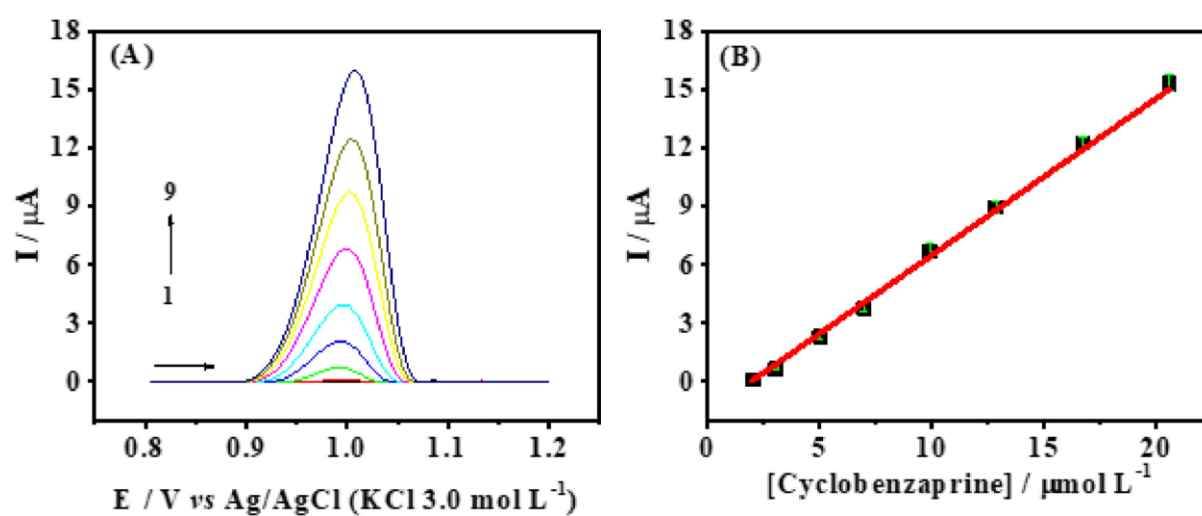 (A)
18
15
12
9
6
3
0
I / μA
9
1
0.8 0.9 1.0 1.1 1.2
E / V vs Ag/AgCl (KCl 3.0 mol L⁻¹)
(B)
18
15
12
9
6
3
0
I / μA
0 5 10 15 20
[Cyclobenzaprine] / μmol L⁻¹